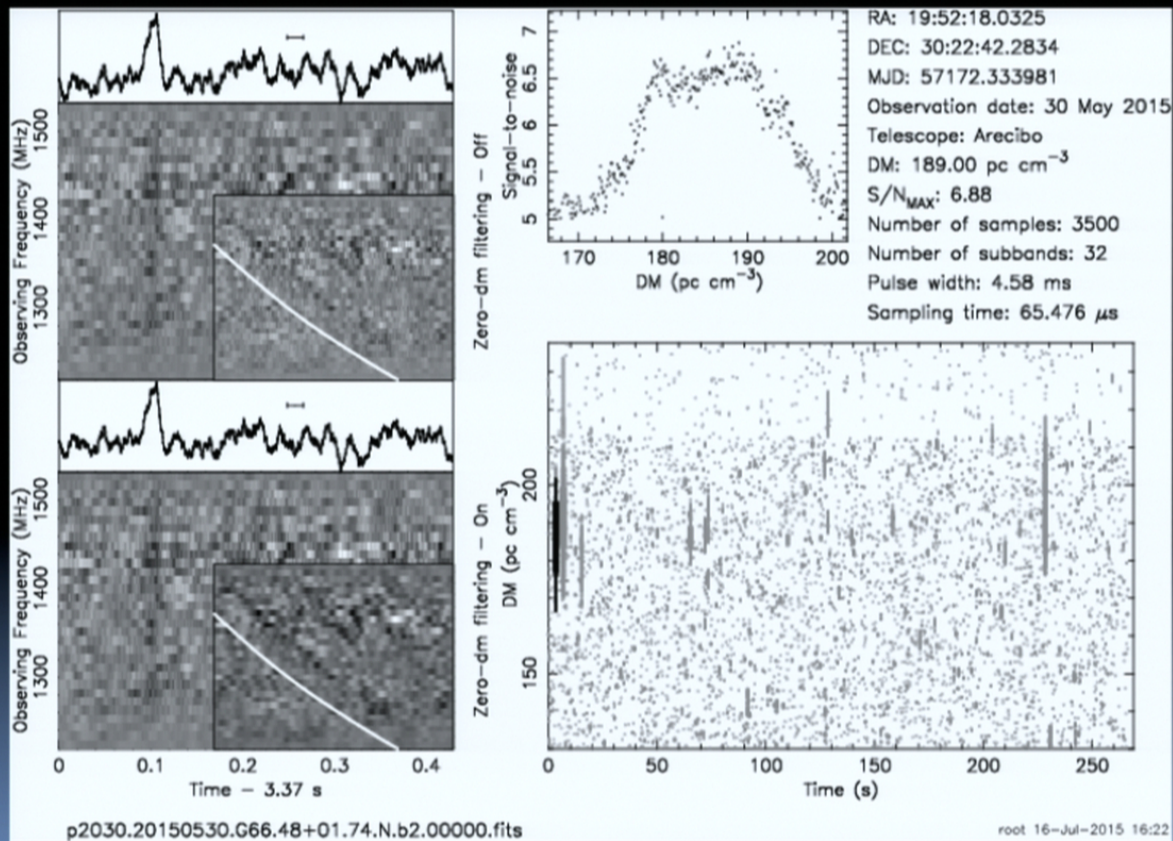 RA: 19:52:18.0325
DEC: 30:22:42.2834
MJD: 57172.333981
Observation date: 30 May 2015
Telescope: Arecibo
DM: 189.00 pc cm⁻³
S/N_MAX: 6.88
Number of samples: 3500
Number of subbands: 32
Pulse width: 4.58 ms
Sampling time: 65.476 μs
Observing Frequency (MHz)
1500
1400
1300
Zero-dm filtering - Off
Signal-to-noise
7
6.5
6
5.5
5
170 180 190 200
DM (pc cm⁻³)
Observing Frequency (MHz)
1500
1400
1300
Zero-dm filtering - On
0 0.1 0.2 0.3 0.4
Time - 3.37 s
DM (pc cm⁻³)
200
150
0 50 100 150 200 250
Time (s)
p2030.20150530.G66.48+01.74.N.b2.00000.fits
root 16-Jul-2015 16:22